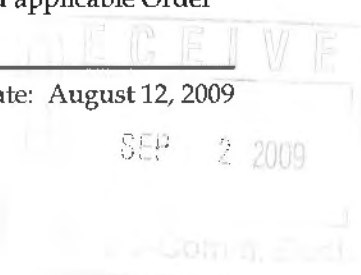 applicable Order
ECEIVE
ate: August 12, 2009
SEP 2 2009